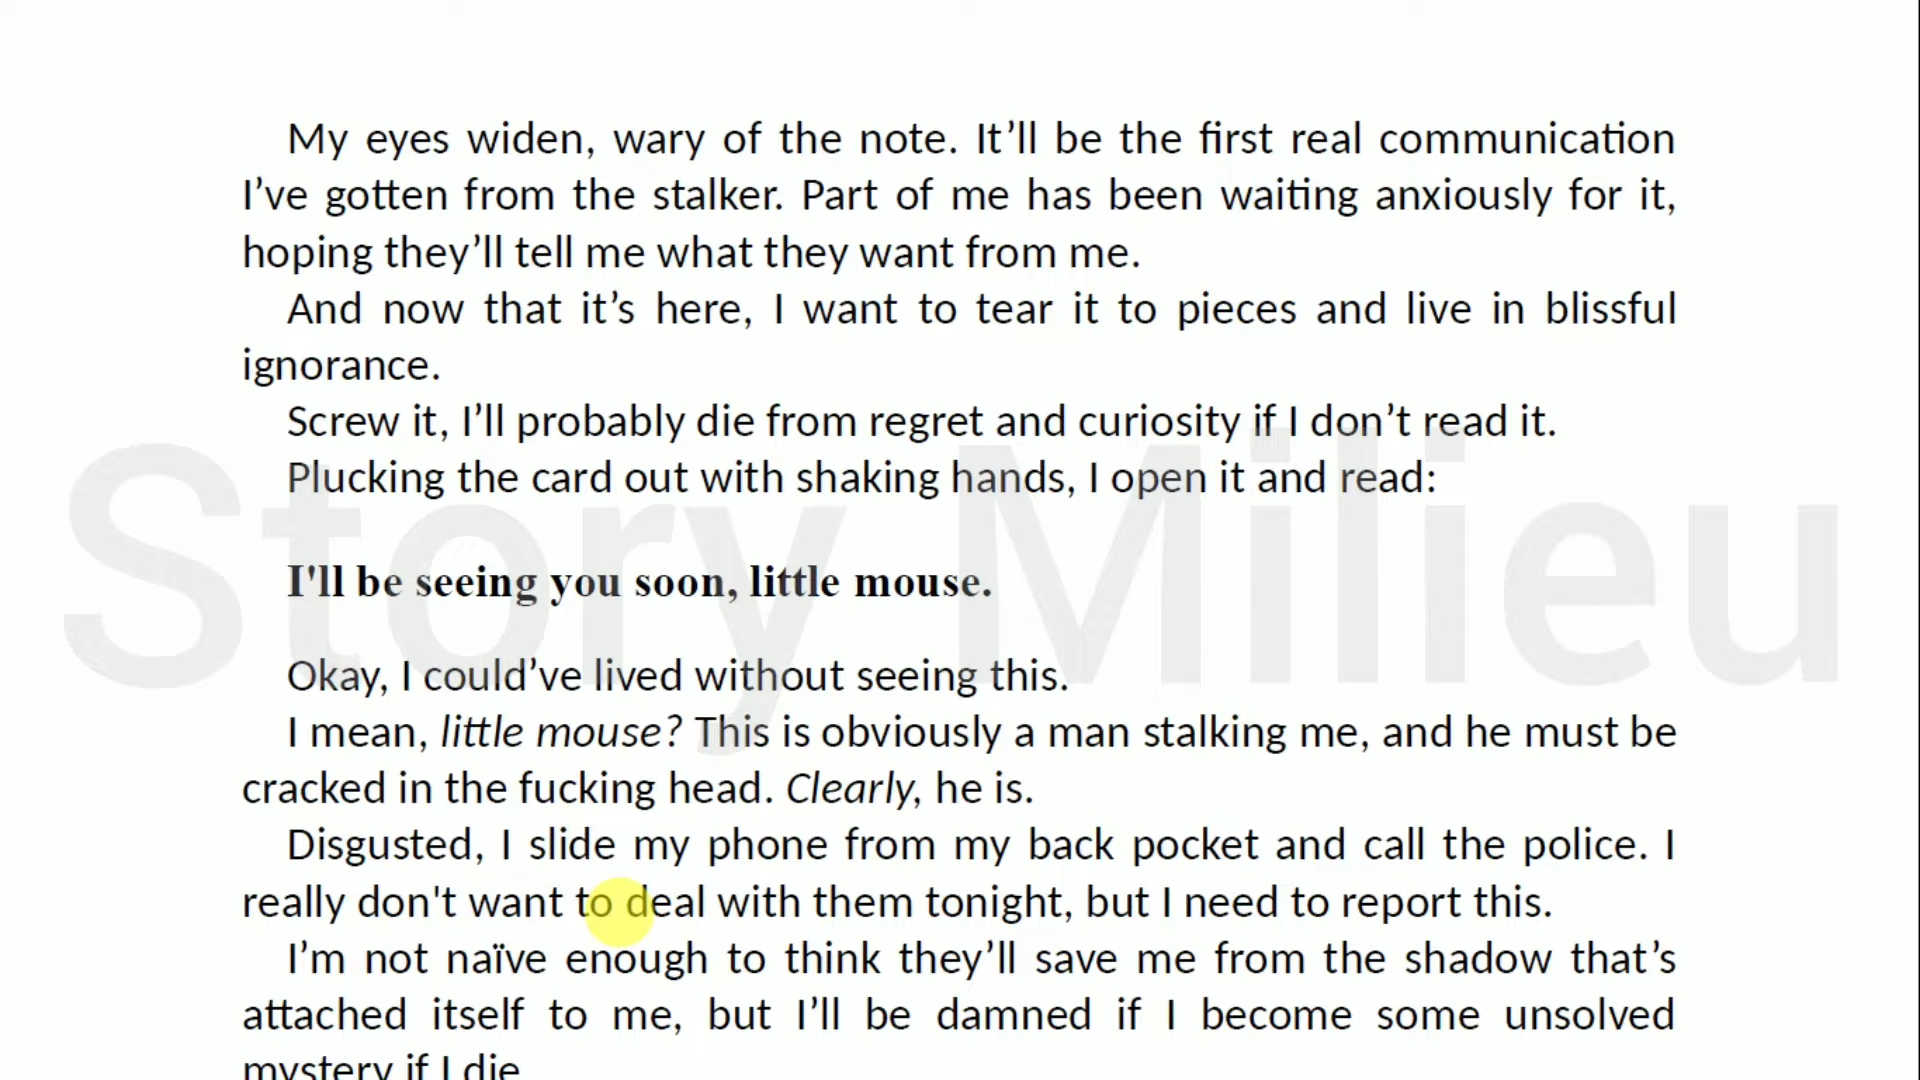 My eyes widen, wary of the note. It’ll be the first real communication
I’ve gotten from the stalker. Part of me has been waiting anxiously for it,
hoping they’ll tell me what they want from me.
And now that it’s here, I want to tear it to pieces and live in blissful
ignorance.
Screw it, I’ll probably die from regret and curiosity if I don’t read it.
Plucking the card out with shaking hands, I open it and read:
Story Milieu
I'll be seeing you soon, little mouse.
Okay, I could’ve lived without seeing this.
I mean, little mouse? This is obviously a man stalking me, and he must be
cracked in the fucking head. Clearly, he is.
Disgusted, I slide my phone from my back pocket and call the police. I
really don't want to deal with them tonight, but I need to report this.
I’m not naïve enough to think they’ll save me from the shadow that’s
attached itself to me, but I’ll be damned if I become some unsolved
mystery if I die